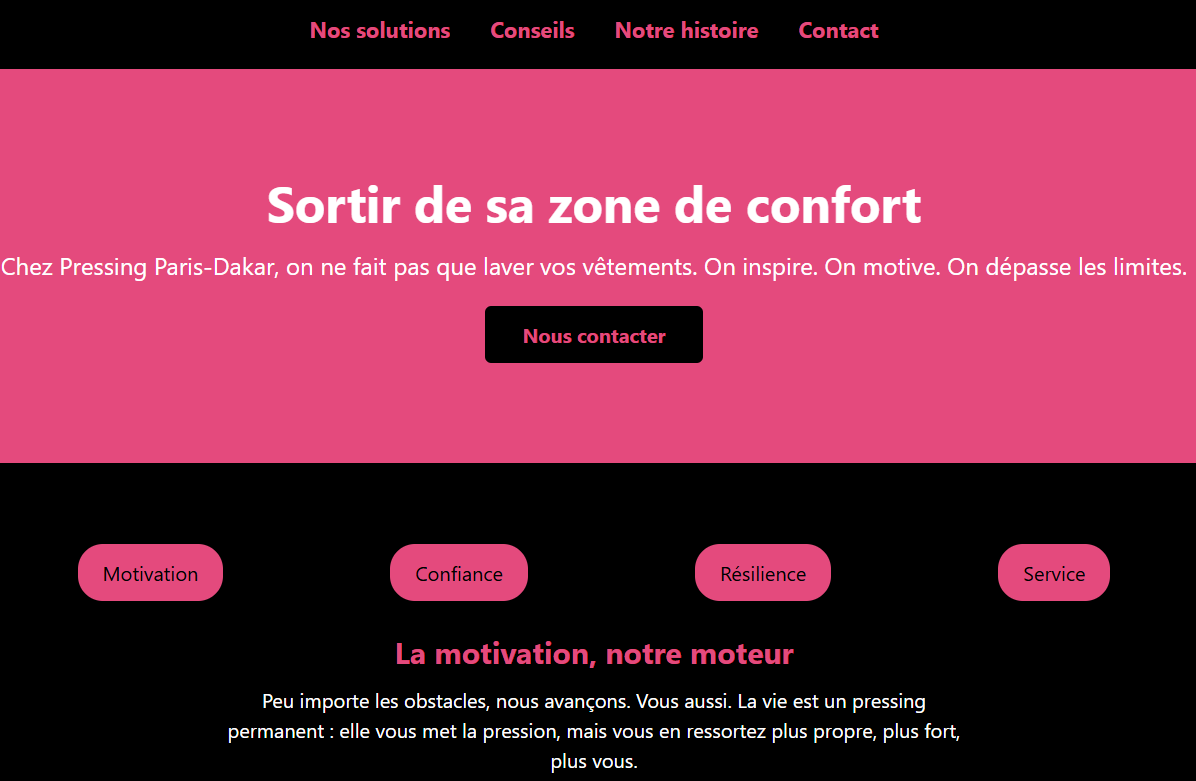 Nos solutions Conseils Notre histoire Contact
Sortir de sa zone de confort
Chez Pressing Paris-Dakar, on ne fait pas que laver vos vêtements. On inspire. On motive. On dépasse les limites.
Nous contacter
Motivation Confiance Résilience Service
La motivation, notre moteur
Peu importe les obstacles, nous avançons. Vous aussi. La vie est un pressing
permanent : elle vous met la pression, mais vous en ressortez plus propre, plus fort,
plus vous.